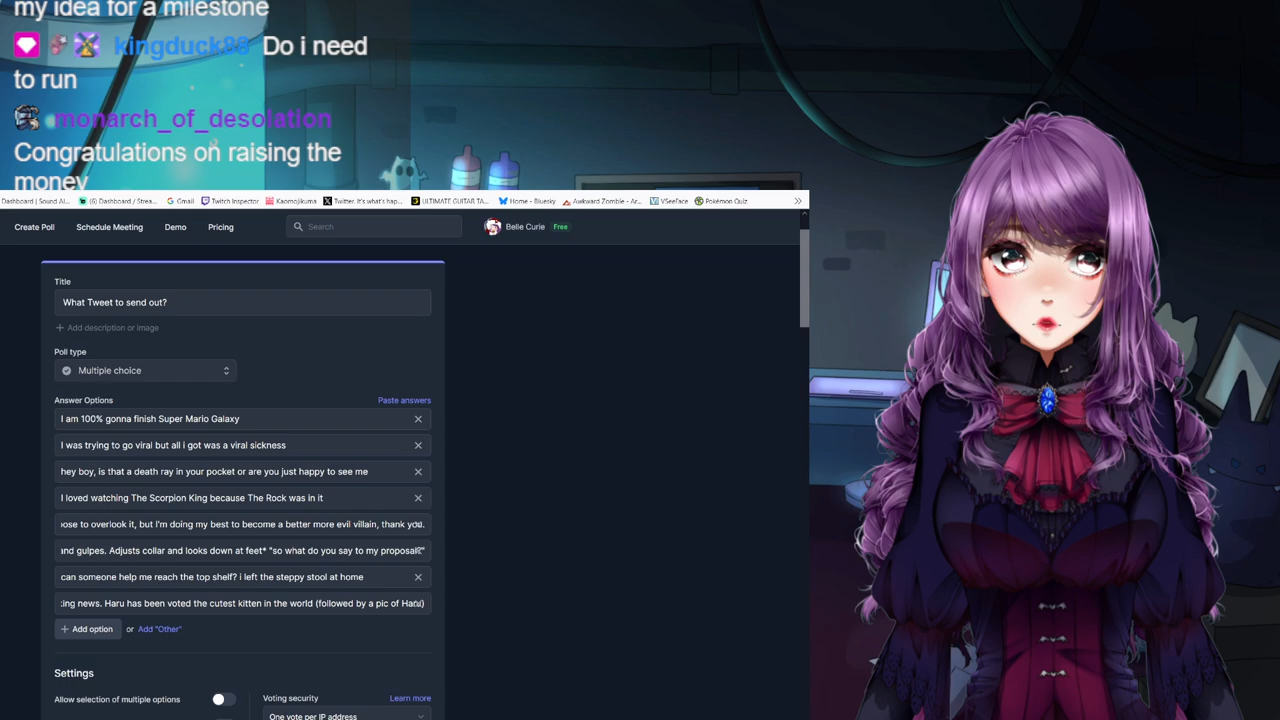 my idea for a milestone
kingduck88 Do i need
to run
monarch_of_desolation
Congratulations on raising the
money
Dashboard | Sound Al... (6) Dashboard / Strea... Gmail Twitch Inspector Kaomojikuma Twitter. It's what's hap... ULTIMATE GUITAR TA... Home - Bluesky Awkward Zombie - Ar... VSeeFace Pokémon Quiz
Create Poll Schedule Meeting Demo Pricing Search Belle Curie Free
Title
What Tweet to send out?
Add description or image
Poll type
Multiple choice
Answer Options Paste answers
I am 100% gonna finish Super Mario Galaxy
I was trying to go viral but all i got was a viral sickness
hey boy, is that a death ray in your pocket or are you just happy to see me
I loved watching The Scorpion King because The Rock was in it
ose to overlook it, but I'm doing my best to become a better more evil villain, thank you.
nd gulpes. Adjusts collar and looks down at feet* "so what do you say to my proposal?"
can someone help me reach the top shelf? i left the steppy stool at home
ing news. Haru has been voted the cutest kitten in the world (followed by a pic of Haru)
+ Add option or Add "Other"
Settings
Allow selection of multiple options Voting security Learn more
One vote per IP address